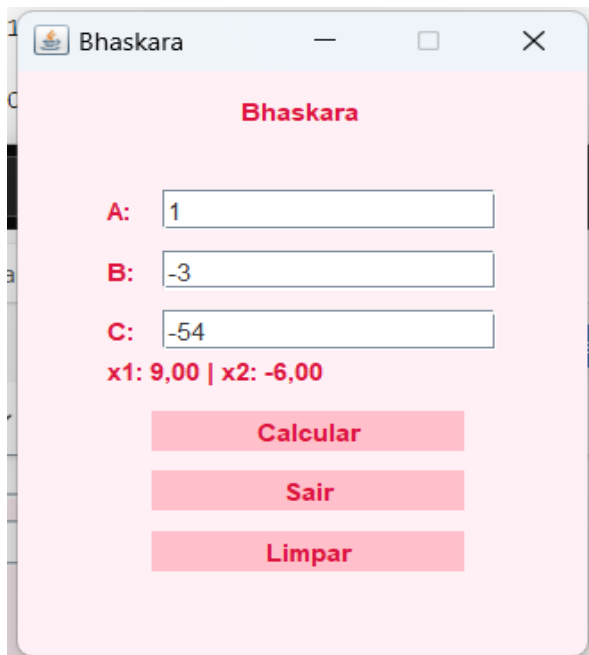 Bhaskara
Bhaskara
A: 1
B: -3
C: -54
x1: 9,00 | x2: -6,00
Calcular
Sair
Limpar